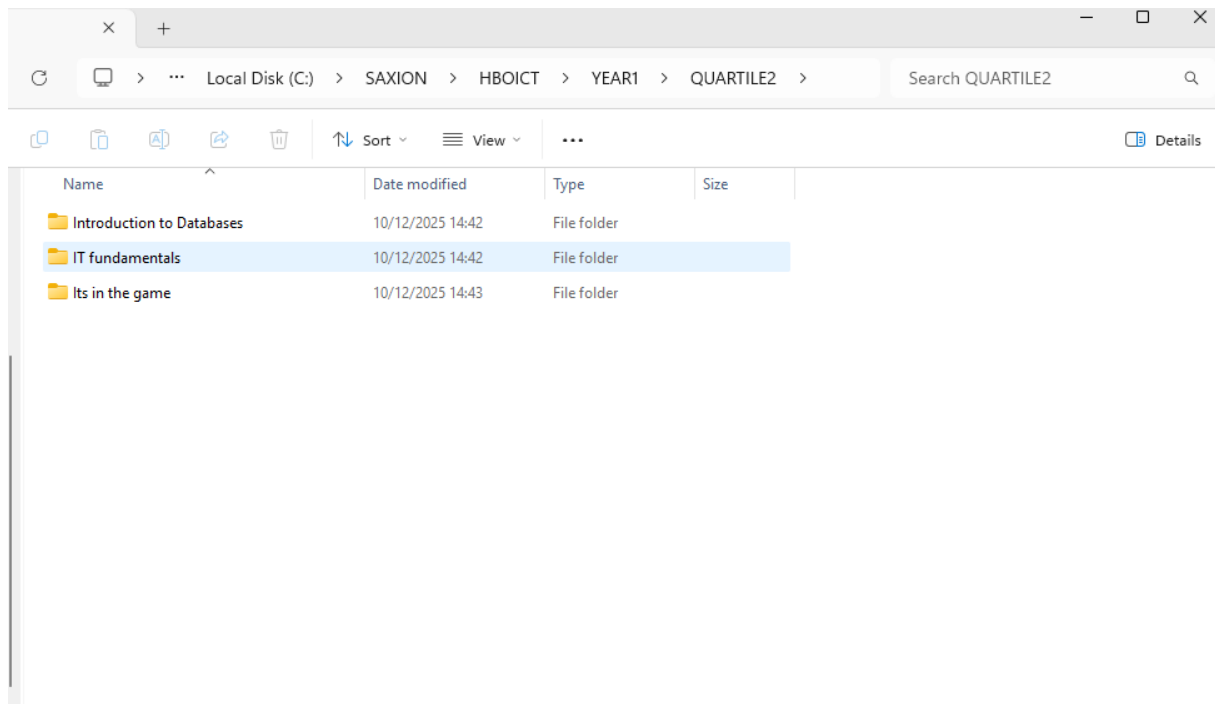 Local Disk (C:) > SAXION > HBOICT > YEAR1 > QUARTILE2 > Search QUARTILE2
Sort View ... Details
Name Date modified Type Size
Introduction to Databases 10/12/2025 14:42 File folder
IT fundamentals 10/12/2025 14:42 File folder
Its in the game 10/12/2025 14:43 File folder